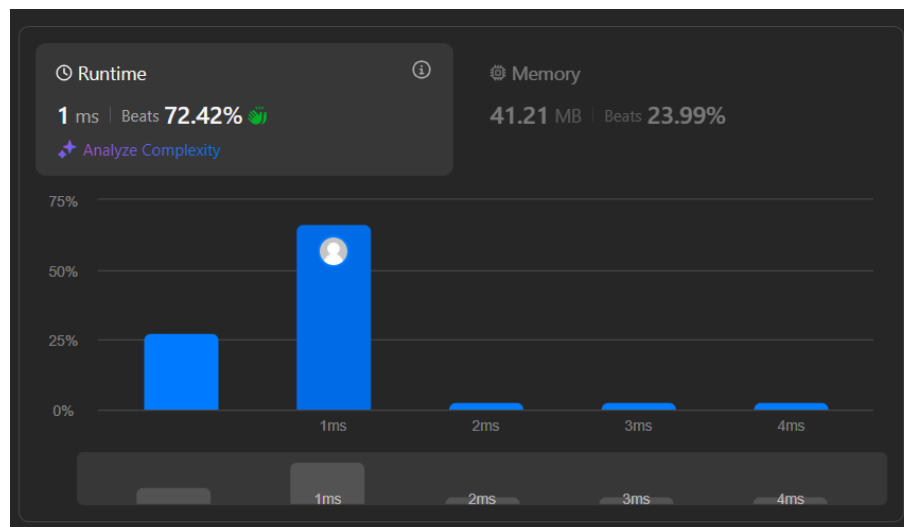 Runtime
1 ms | Beats 72.42%
Analyze Complexity
Memory
41.21 MB | Beats 23.99%
75%
50%
25%
0%
1ms 2ms 3ms 4ms
1ms 2ms 3ms 4ms